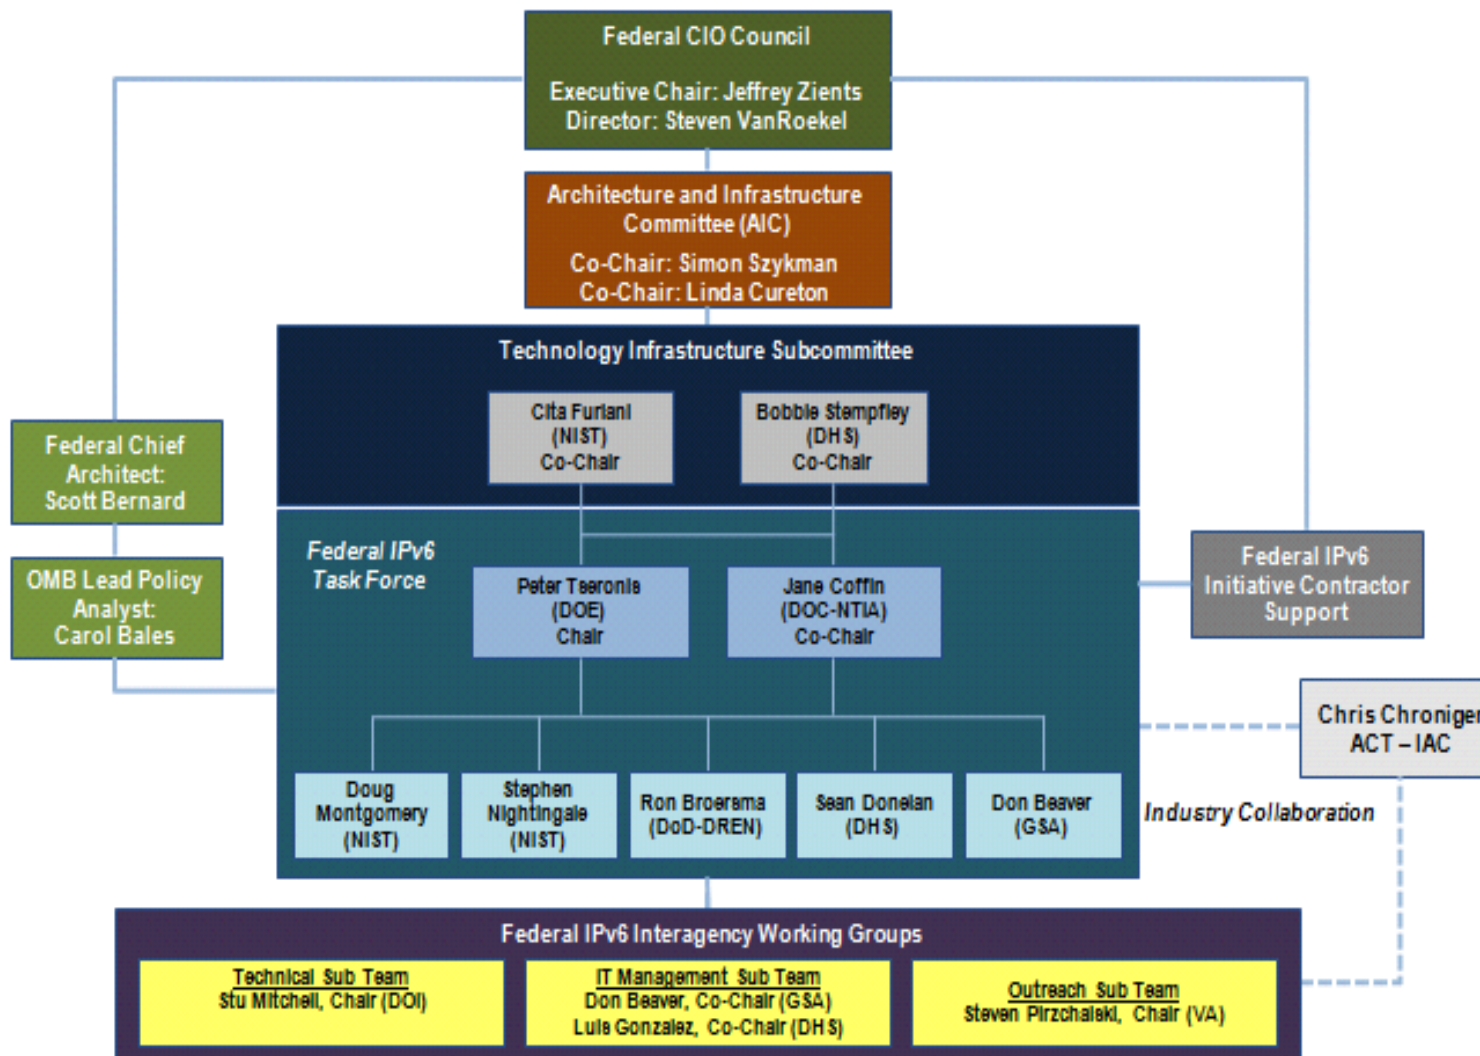 Federal CIO Council
Executive Chair: Jeffrey Zients
Director: Steven VanRoekel
Architecture and Infrastructure
Committee (AIC)
Co-Chair: Simon Szykman
Co-Chair: Linda Cureton
Technology Infrastructure Subcommittee
Cita Furlani
(NIST)
Co-Chair
Bobbie Stempfley
(DHS)
Co-Chair
Federal Chief
Architect:
Scott Bernard
OMB Lead Policy
Analyst:
Carol Bales
Federal IPv6
Task Force
Peter Tseronis
(DOE)
Chair
Jane Coffin
(DOC-NTIA)
Co-Chair
Federal IPv6
Initiative Contractor
Support
Chris Chroniger
ACT – IAC
Industry Collaboration
Doug
Montgomery
(NIST)
Stephen
Nightingale
(NIST)
Ron Broersma
(DoD-DREN)
Sean Donelan
(DHS)
Don Beaver
(GSA)
Federal IPv6 Interagency Working Groups
Technical Sub Team
Stu Mitchell, Chair (DOI)
IT Management Sub Team
Don Beaver, Co-Chair (GSA)
Luis Gonzalez, Co-Chair (DHS)
Outreach Sub Team
Steven Pirzchalski, Chair (VA)